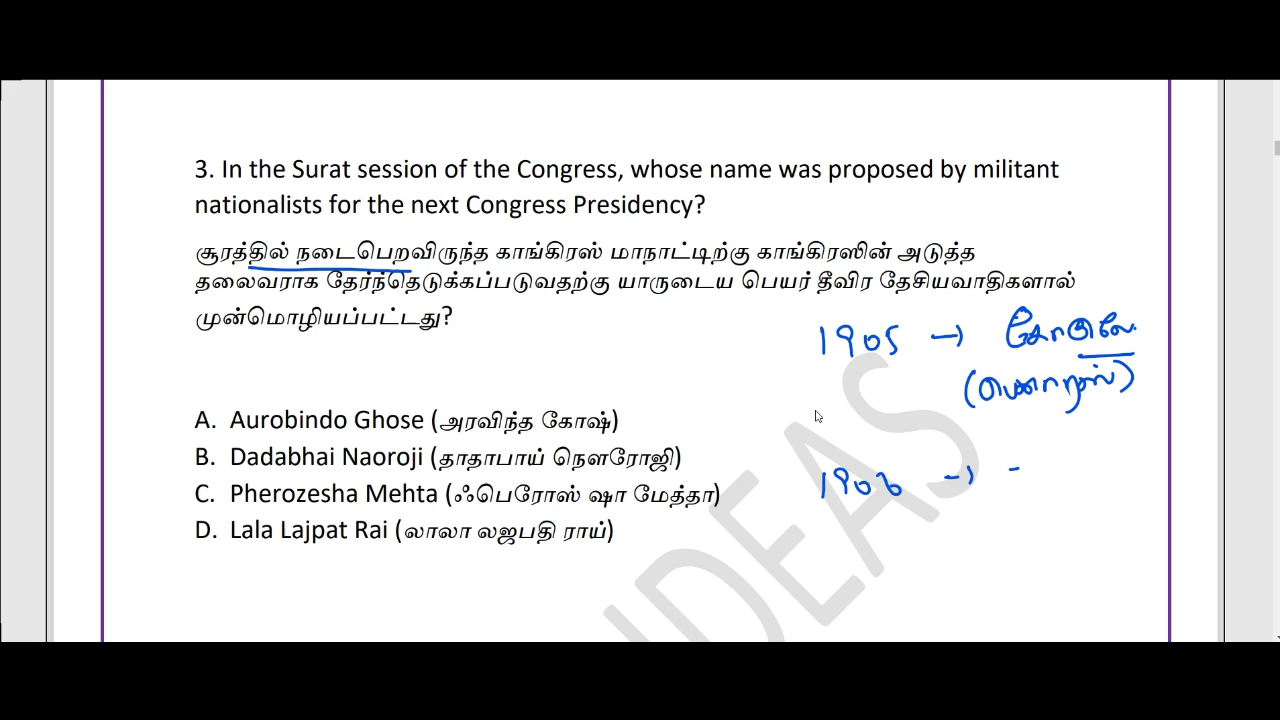 3. In the Surat session of the Congress, whose name was proposed by militant
nationalists for the next Congress Presidency?
சூரத்தில் நடைபெறவிருந்த காங்கிரஸ் மாநாட்டிற்கு காங்கிரஸின் அடுத்த
தலைவராக தேர்ந்தெடுக்கப்படுவதற்கு யாருடைய பெயர் தீவிர தேசியவாதிகளால்
முன்மொழியப்பட்டது?
1905 → கோகலே
(பெனாரஸ்)
A. Aurobindo Ghose (அரவிந்த கோஷ்)
B. Dadabhai Naoroji (தாதாபாய் நௌரோஜி)
C. Pherozesha Mehta (ஃபெரோஸ் ஷா மேத்தா)
D. Lala Lajpat Rai (லாலா லஜபதி ராய்)
1906 →
IDEAS